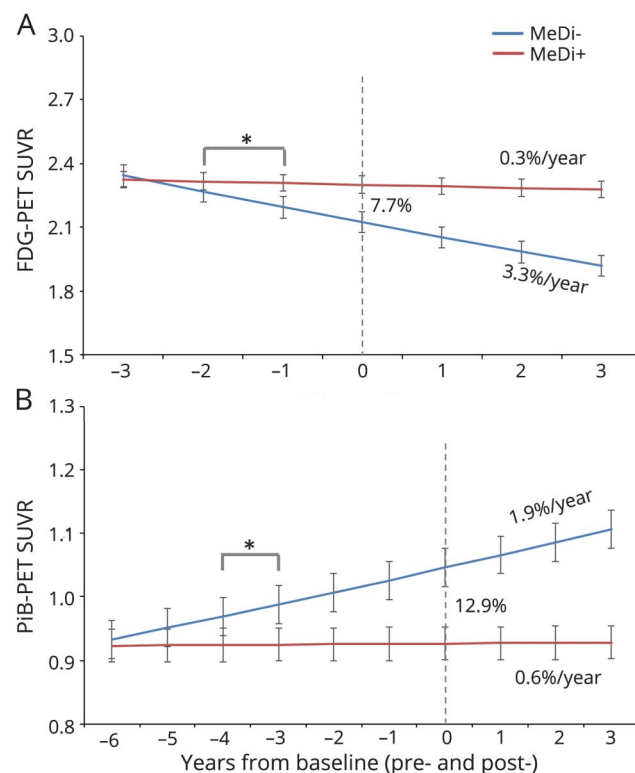 A
3.0
2.7
2.4
2.1
1.8
1.5
FDG-PET SUVR
MeDi-
MeDi+
*
0.3%/year
7.7%
3.3%/year
–3 –2 –1 0 1 2 3
B
1.3
1.2
1.1
1.0
0.9
0.8
PiB-PET SUVR
*
1.9%/year
12.9%
0.6%/year
–6 –5 –4 –3 –2 –1 0 1 2 3
Years from baseline (pre- and post-)